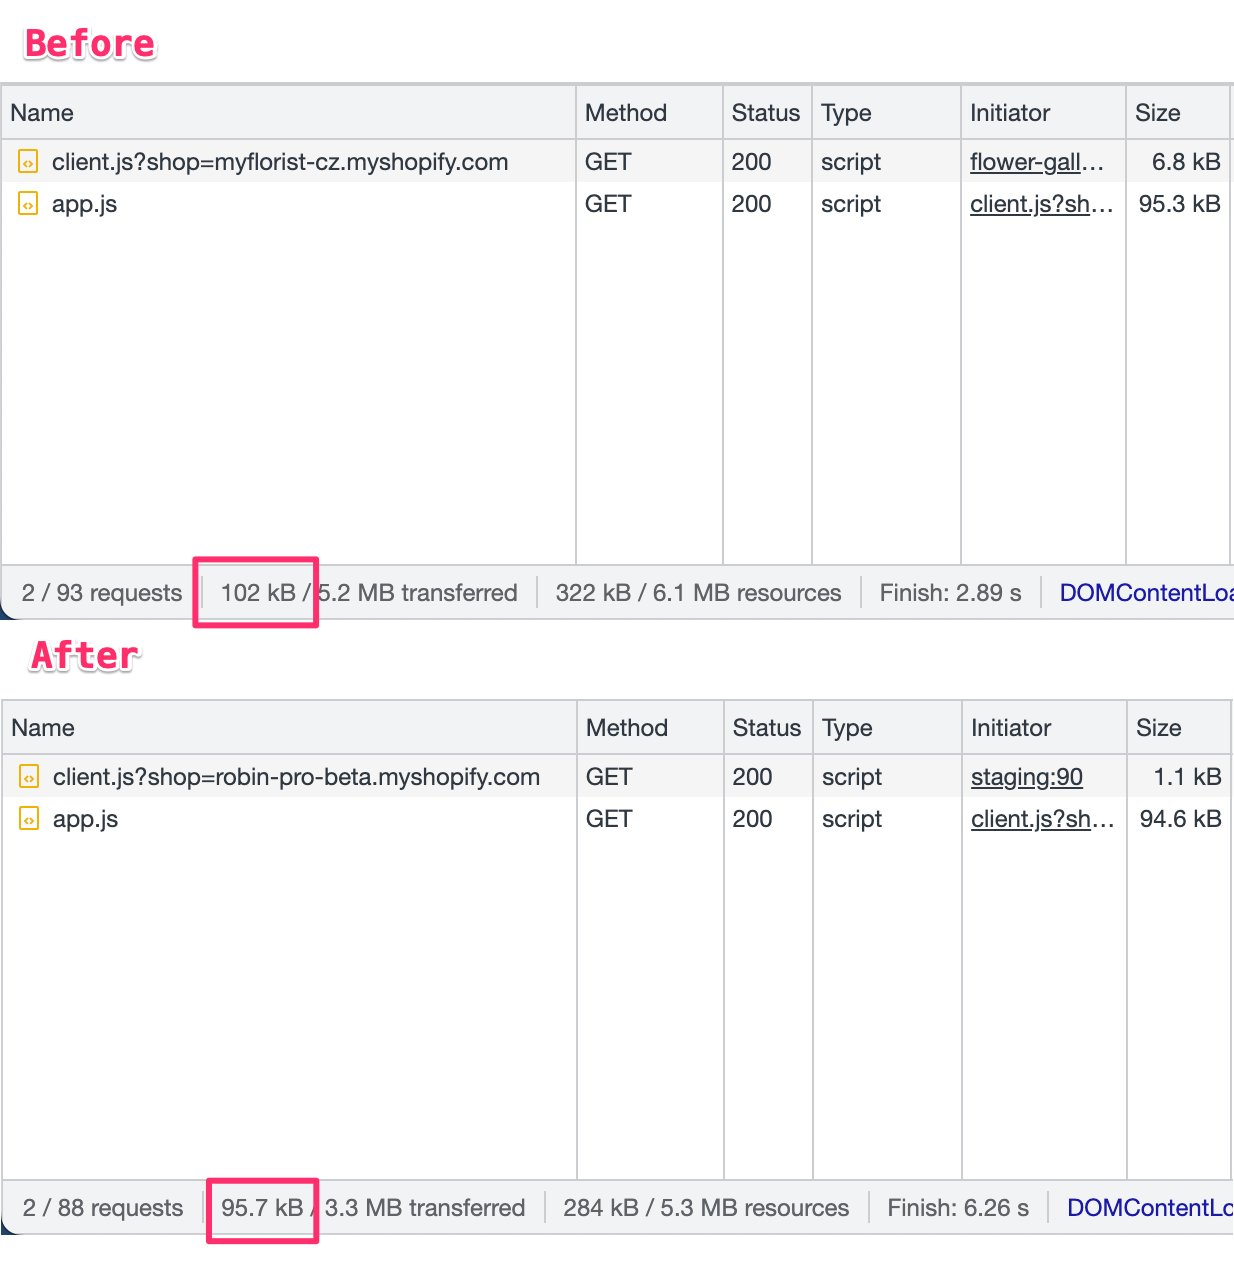 Before
Name Method Status Type Initiator Size
client.js?shop=myflorist-cz.myshopify.com GET 200 script flower-gall... 6.8 kB
app.js GET 200 script client.js?sh... 95.3 kB
2 / 93 requests 102 kB / 5.2 MB transferred 322 kB / 6.1 MB resources Finish: 2.89 s DOMContentLoa
After
Name Method Status Type Initiator Size
client.js?shop=robin-pro-beta.myshopify.com GET 200 script staging:90 1.1 kB
app.js GET 200 script client.js?sh... 94.6 kB
2 / 88 requests 95.7 kB / 3.3 MB transferred 284 kB / 5.3 MB resources Finish: 6.26 s DOMContentLo